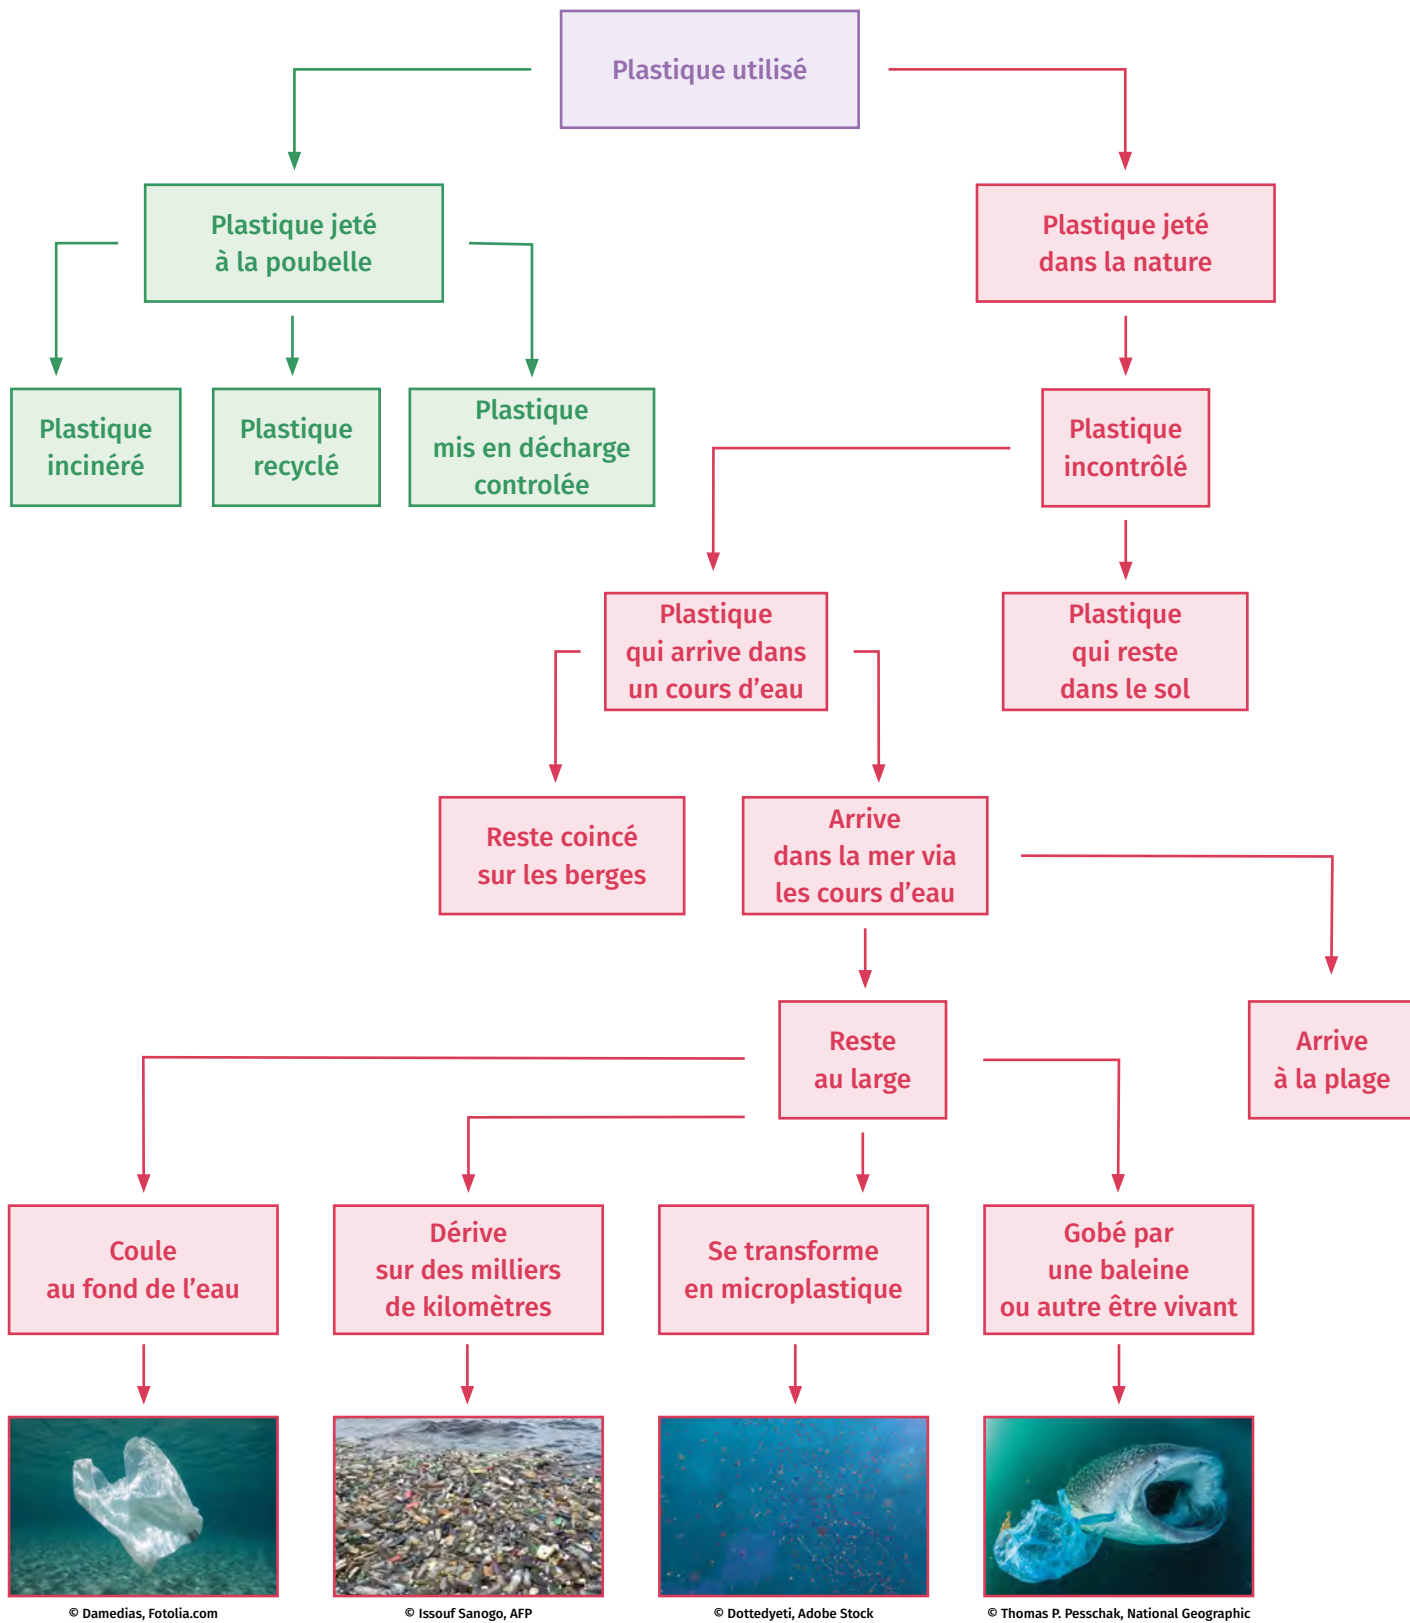 Plastique utilisé
Plastique jeté
à la poubelle
Plastique jeté
dans la nature
Plastique
incinéré
Plastique
recyclé
Plastique
mis en décharge
controlée
Plastique
incontrôlé
Plastique
qui arrive dans
un cours d'eau
Plastique
qui reste
dans le sol
Reste coincé
sur les berges
Arrive
dans la mer via
les cours d'eau
Reste
au large
Arrive
à la plage
Coule
au fond de l'eau
Dérive
sur des milliers
de kilomètres
Se transforme
en microplastique
Gobé par
une baleine
ou autre être vivant
© Damedias, Fotolia.com
© Issouf Sanogo, AFP
© Dottedyeti, Adobe Stock
© Thomas P. Pesschak, National Geographic